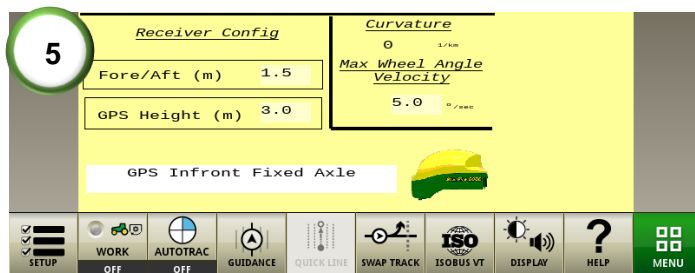 5
Receiver Config
Fore/Aft (m) 1.5
GPS Height (m) 3.0
Curvature
0 1/km
Max Wheel Angle
Velocity
5.0 º/sec
GPS Infront Fixed Axle
SETUP
WORK
OFF
AUTOTRAC
OFF
GUIDANCE
QUICK LINE
SWAP TRACK
ISO
ISOBUS VT
DISPLAY
?
HELP
MENU